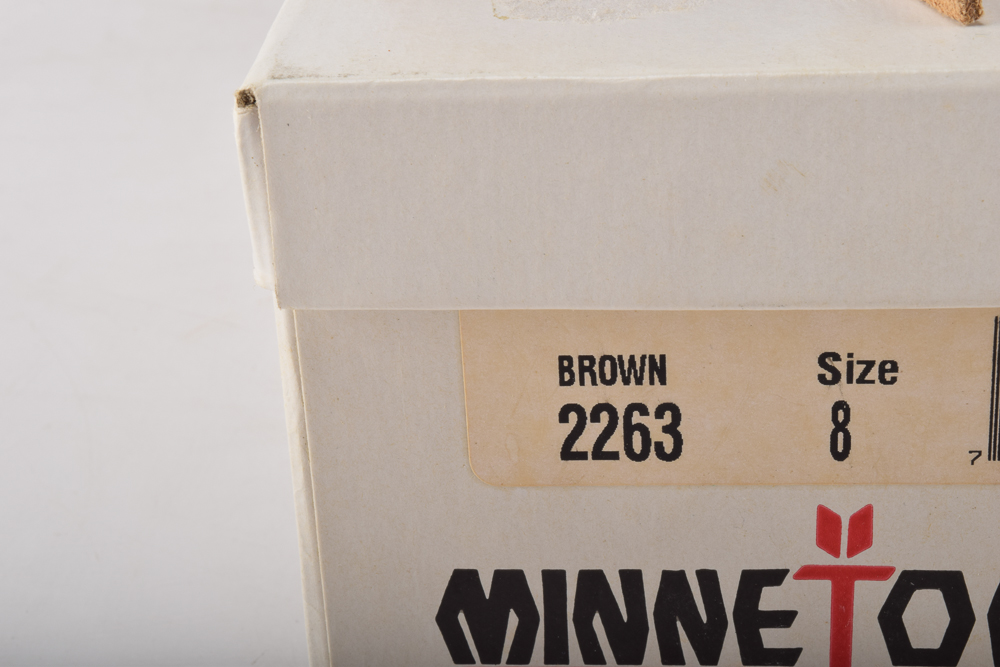 BROWN Size
2263 8
7
MINNETO